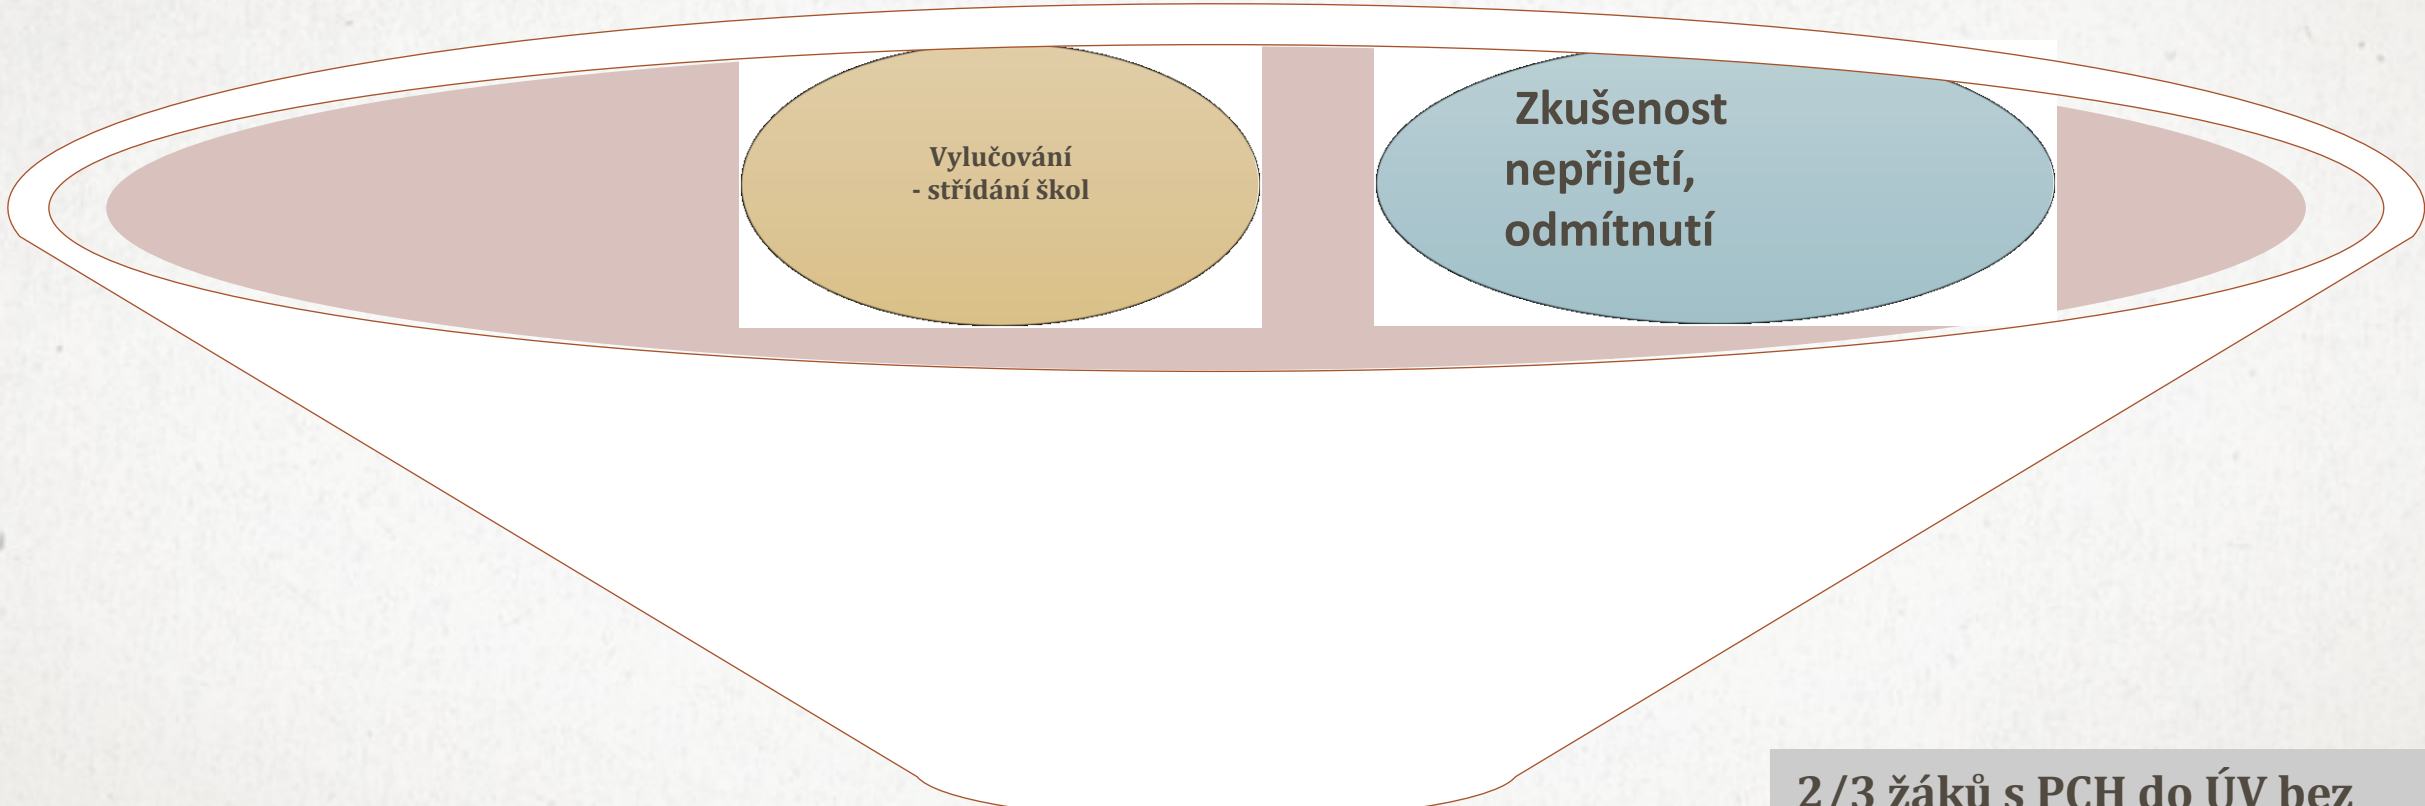 Vylučování
- střídání škol
Zkušenost
nepřijetí,
odmítnutí
2/3 žáků s PCH do ÚV bez